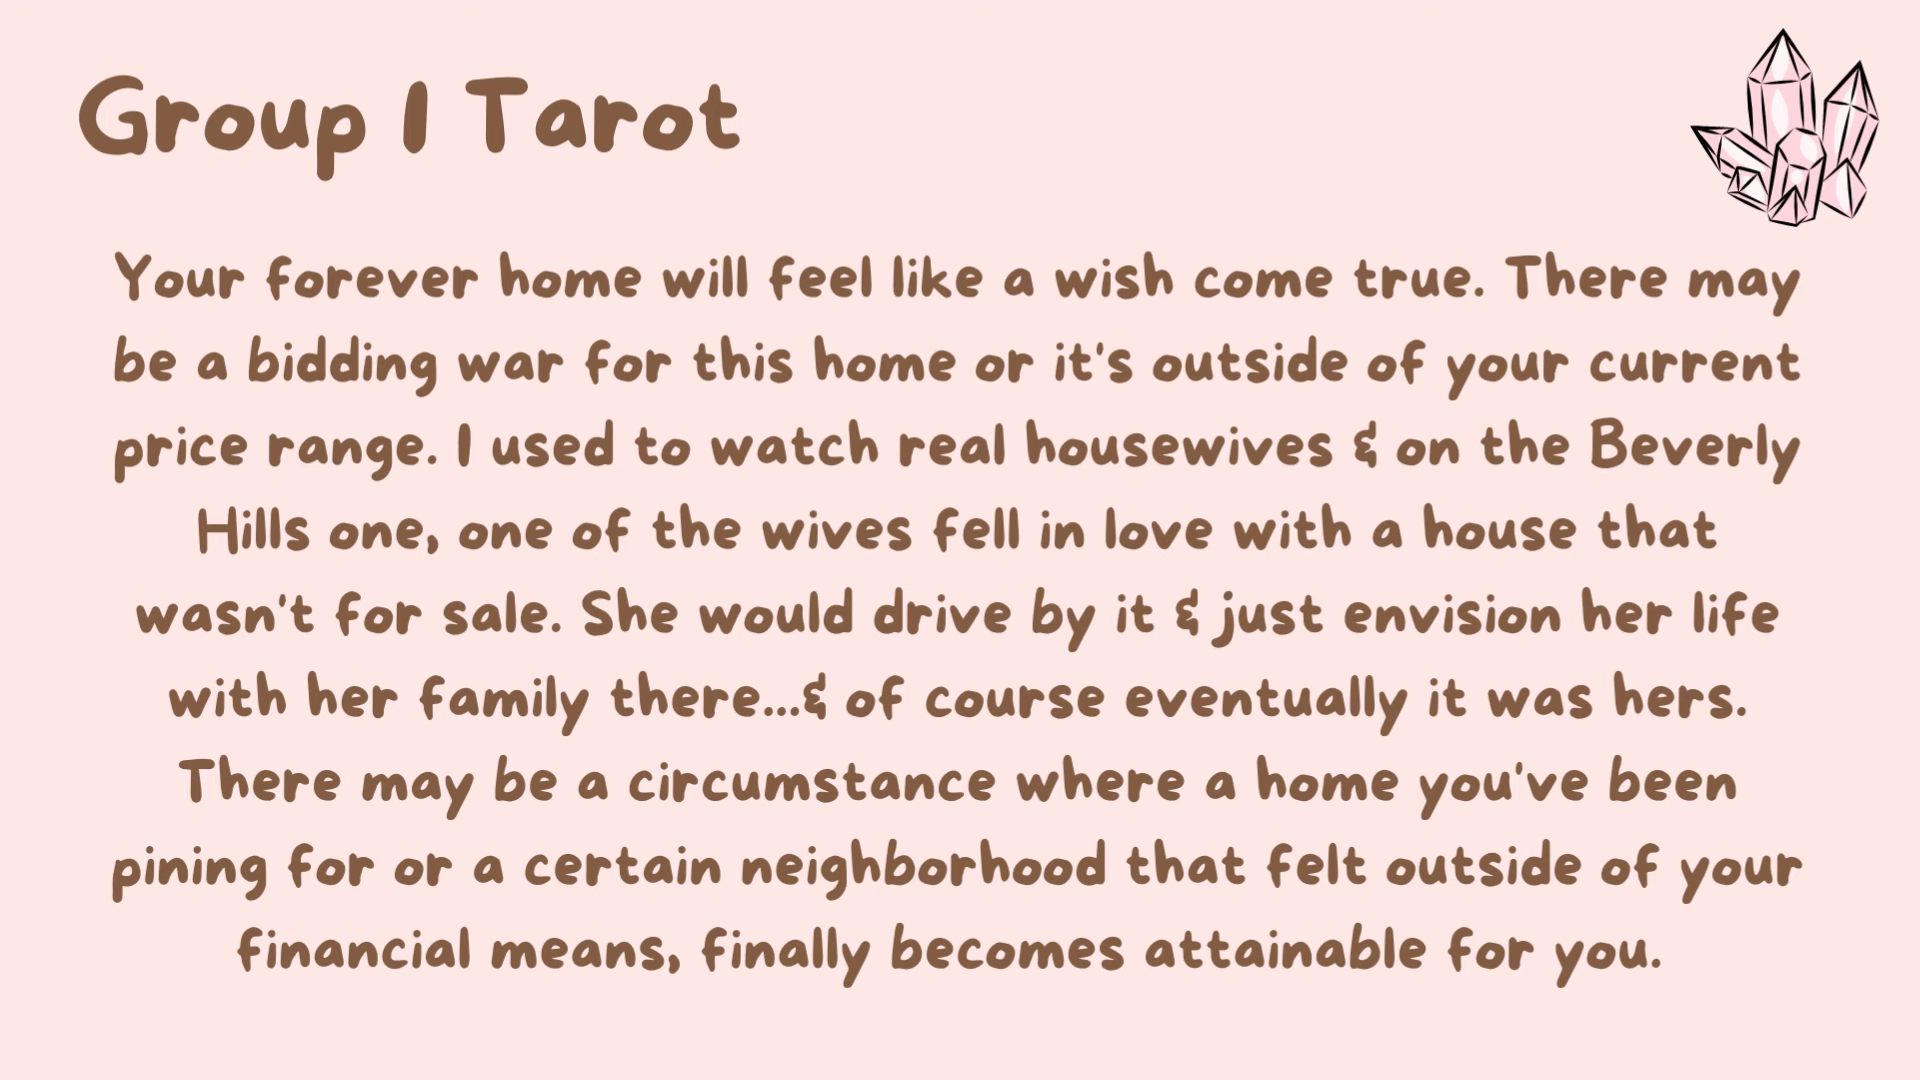 Group 1 Tarot
Your forever home will feel like a wish come true. There may
be a bidding war for this home or it's outside of your current
price range. I used to watch real housewives & on the Beverly
Hills one, one of the wives fell in love with a house that
wasn't for sale. She would drive by it & just envision her life
with her family there...& of course eventually it was hers.
There may be a circumstance where a home you've been
pining for or a certain neighborhood that felt outside of your
financial means, finally becomes attainable for you.